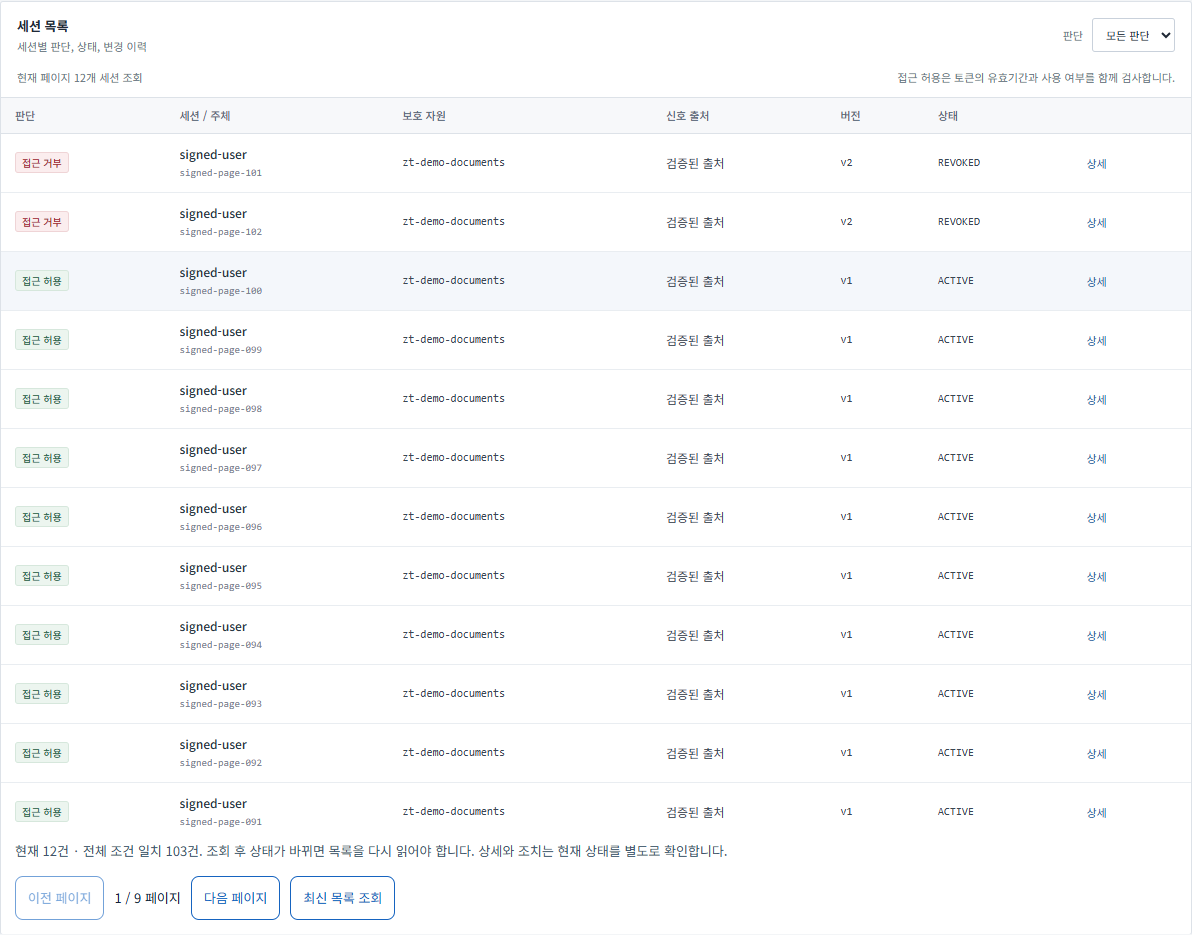 세션 목록
세션별 판단, 상태, 변경 이력
판단 모든 판단
현재 페이지 12개 세션 조회
접근 허용은 토큰의 유효기간과 사용 여부를 함께 검사합니다.
판단 세션 / 주체 보호 자원 신호 출처 버전 상태
접근 거부 signed-user zt-demo-documents 검증된 출처 v2 REVOKED 상세
signed-page-101
접근 거부 signed-user zt-demo-documents 검증된 출처 v2 REVOKED 상세
signed-page-102
접근 허용 signed-user zt-demo-documents 검증된 출처 v1 ACTIVE 상세
signed-page-100
접근 허용 signed-user zt-demo-documents 검증된 출처 v1 ACTIVE 상세
signed-page-099
접근 허용 signed-user zt-demo-documents 검증된 출처 v1 ACTIVE 상세
signed-page-098
접근 허용 signed-user zt-demo-documents 검증된 출처 v1 ACTIVE 상세
signed-page-097
접근 허용 signed-user zt-demo-documents 검증된 출처 v1 ACTIVE 상세
signed-page-096
접근 허용 signed-user zt-demo-documents 검증된 출처 v1 ACTIVE 상세
signed-page-095
접근 허용 signed-user zt-demo-documents 검증된 출처 v1 ACTIVE 상세
signed-page-094
접근 허용 signed-user zt-demo-documents 검증된 출처 v1 ACTIVE 상세
signed-page-093
접근 허용 signed-user zt-demo-documents 검증된 출처 v1 ACTIVE 상세
signed-page-092
접근 허용 signed-user zt-demo-documents 검증된 출처 v1 ACTIVE 상세
signed-page-091
현재 12건 · 전체 조건 일치 103건. 조회 후 상태가 바뀌면 목록을 다시 읽어야 합니다. 상세와 조치는 현재 상태를 별도로 확인합니다.
이전 페이지 1 / 9 페이지 다음 페이지 최신 목록 조회